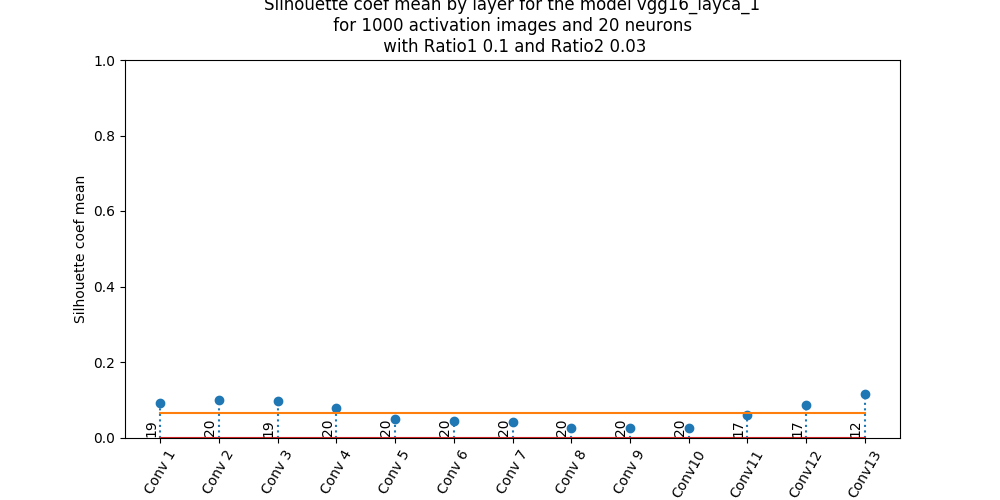 Silhouette coef mean by layer for the model vgg16_layca_1
for 1000 activation images and 20 neurons
with Ratio1 0.1 and Ratio2 0.03
1.0
0.8
0.6
0.4
0.2
0.0
Silhouette coef mean
19
20
19
20
20
20
20
20
20
20
17
17
12
Conv 1
Conv 2
Conv 3
Conv 4
Conv 5
Conv 6
Conv 7
Conv 8
Conv 9
Conv10
Conv11
Conv12
Conv13